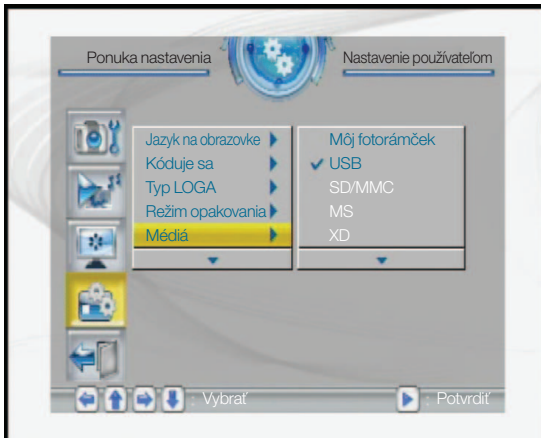 Ponuka nastavenia
Nastavenie používateľom
Jazyk na obrazovke
Kóduje sa
Typ LOGA
Režim opakovania
Médiá
Môj fotorámček
USB
SD/MMC
MS
XD
: Vybrať
: Potvrdiť